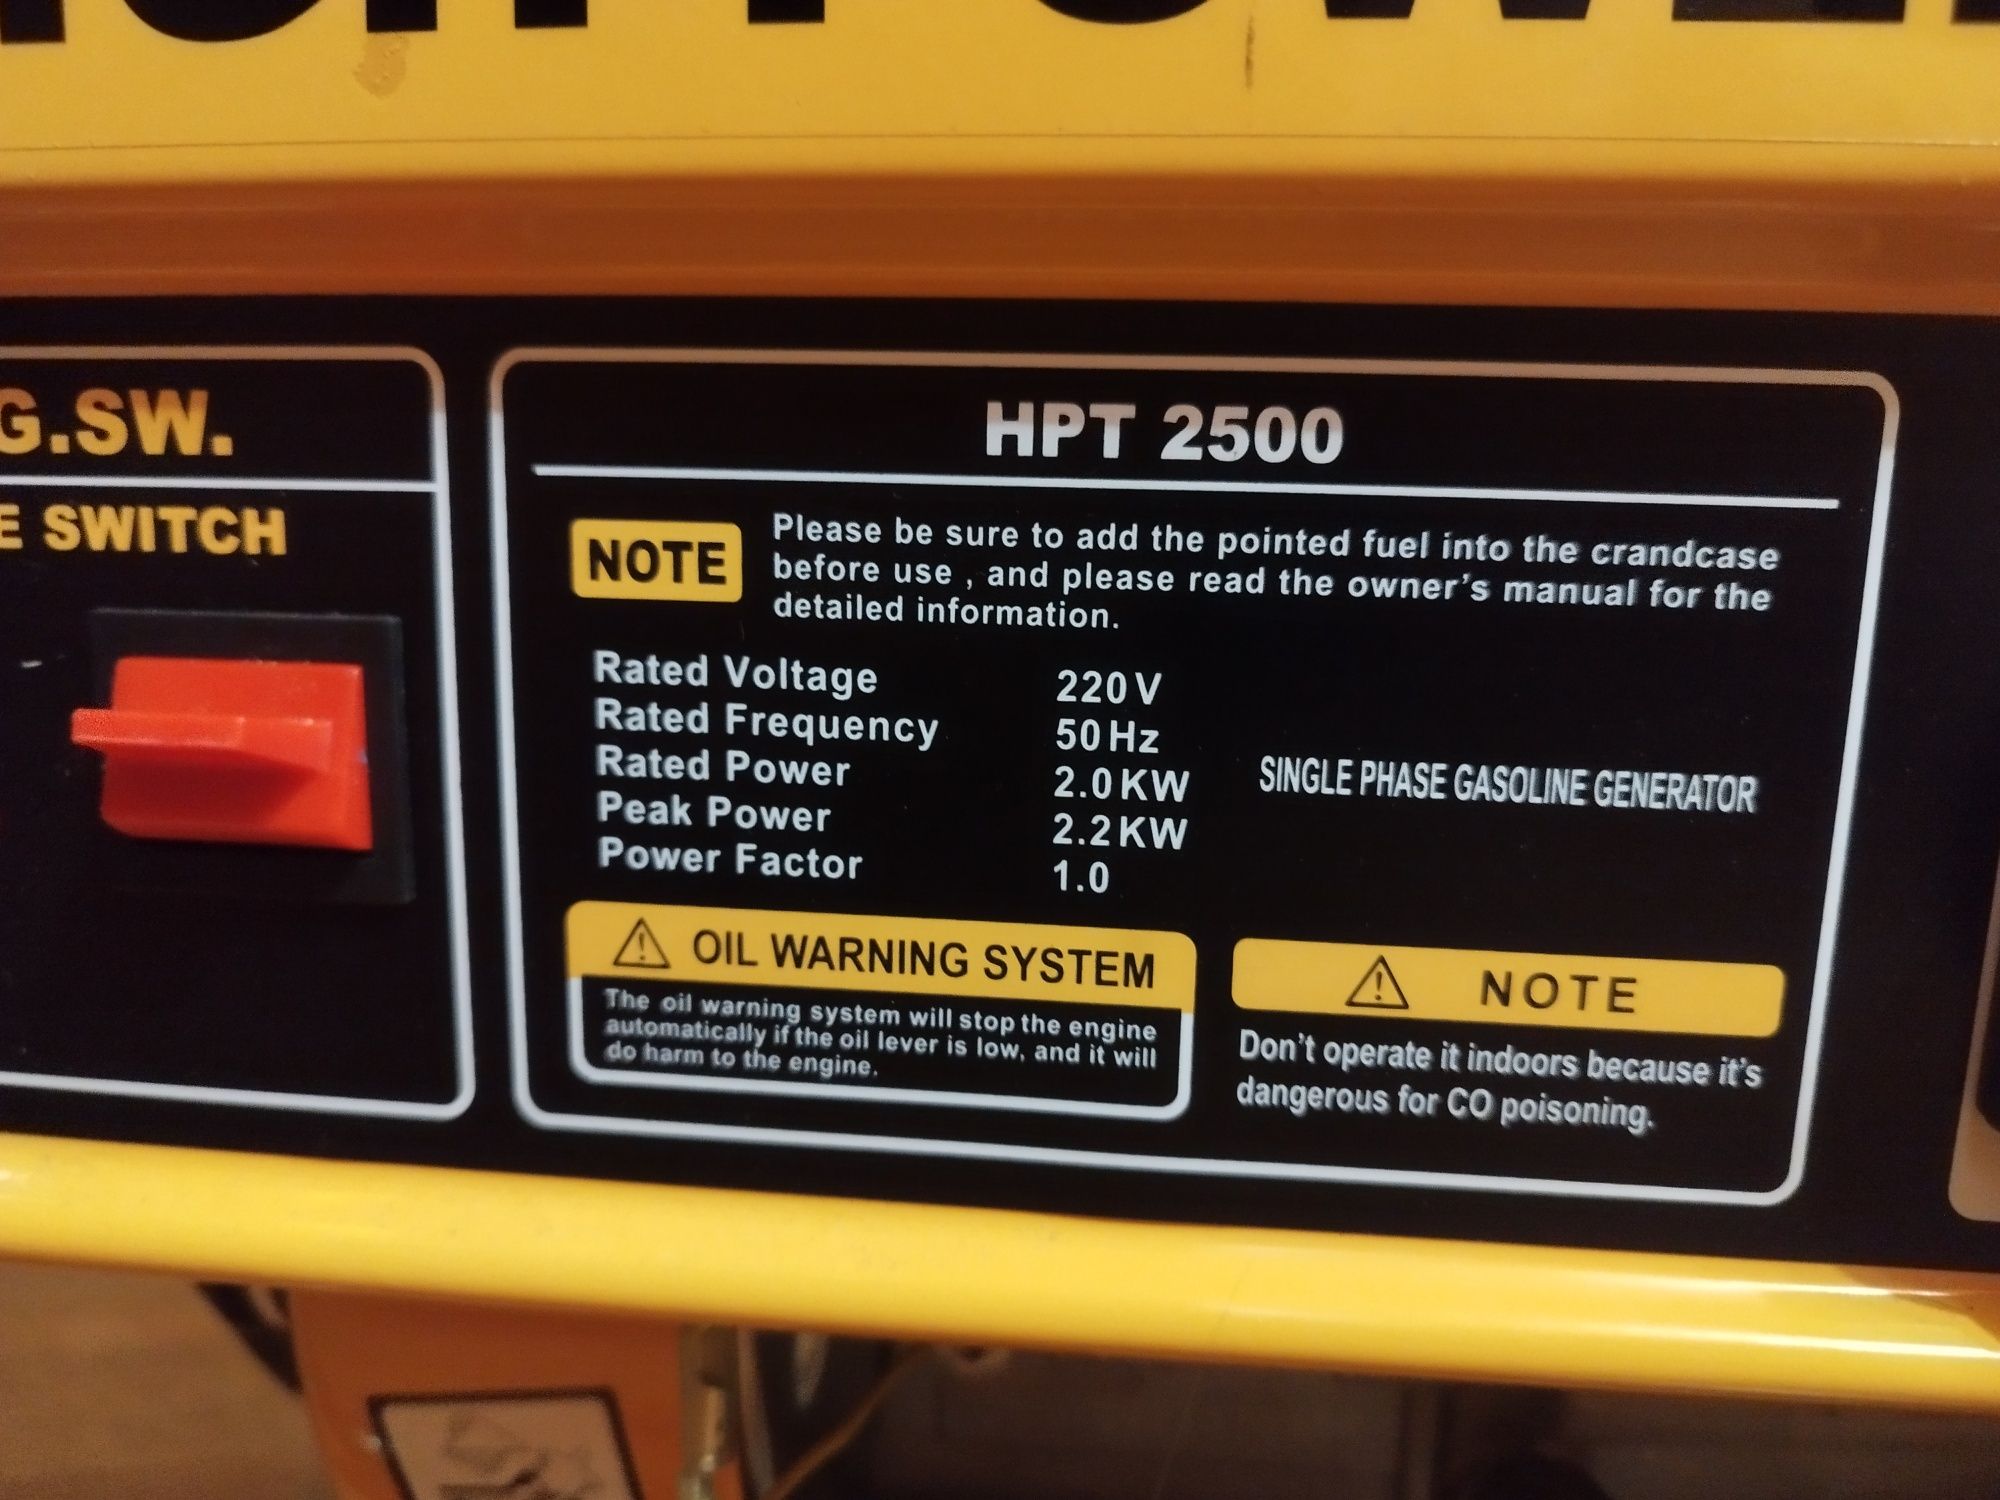 G.SW.
E SWITCH
HPT 2500
NOTE
Please be sure to add the pointed fuel into the crandcase
before use , and please read the owner's manual for the
detailed information.
Rated Voltage 220V
Rated Frequency 50Hz
Rated Power 2.0KW
Peak Power 2.2KW
Power Factor 1.0
SINGLE PHASE GASOLINE GENERATOR
OIL WARNING SYSTEM
The oil warning system will stop the engine
automatically if the oil lever is low, and it will
do harm to the engine.
NOTE
Don't operate it indoors because it's
dangerous for CO poisoning.